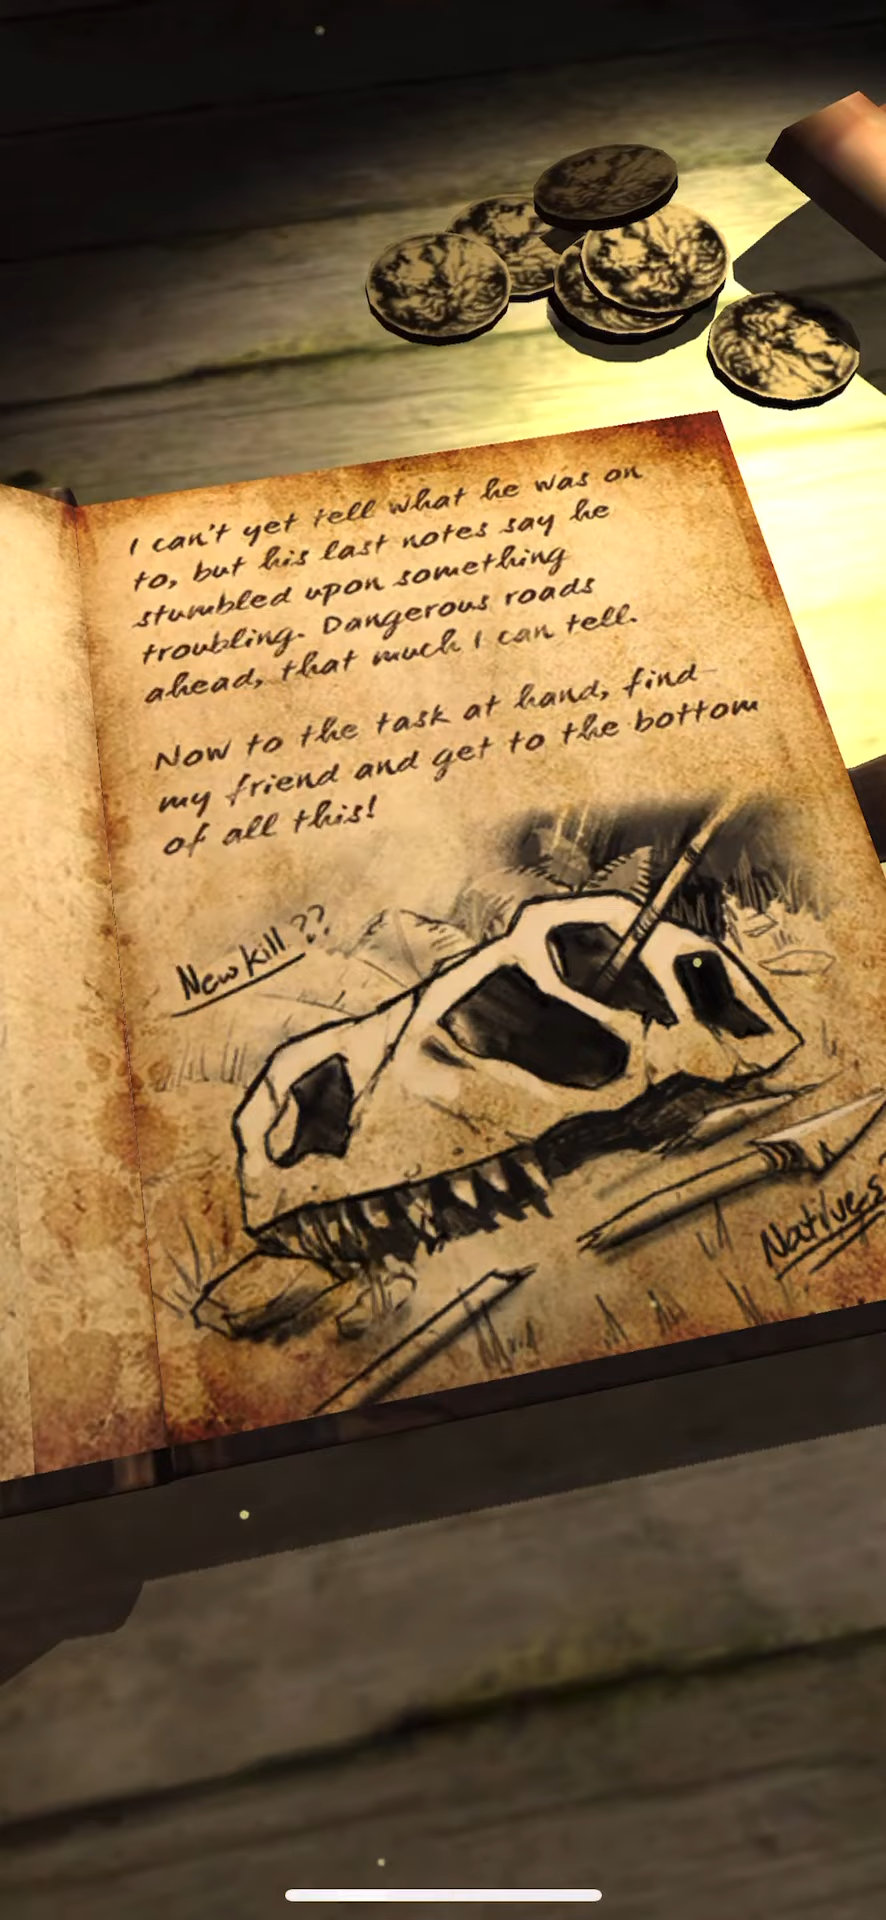 I can't yet tell what he was on
to, but his last notes say he
stumbled upon something
troubling. Dangerous roads
ahead, that much I can tell.
Now to the task at hand, find
my friend and get to the bottom
of all this!
New kill??
Natives?